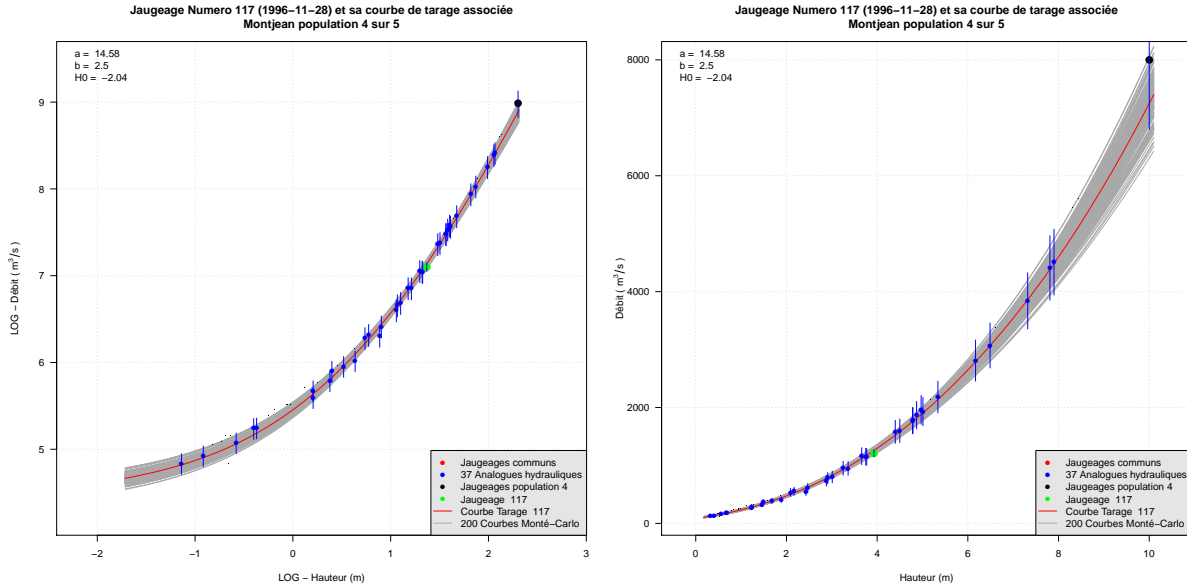 Jaugeage Numero 117 (1996−11−28) et sa courbe de tarage associée
Montjean population 4 sur 5
a = 14.58
b = 2.5
H0 = −2.04
LOG − Débit ( m³/s )
9
8
7
6
5
−2 −1 0 1 2 3
LOG − Hauteur (m)
Jaugeages communs
37 Analogues hydrauliques
Jaugeages population 4
Jaugeage 117
Courbe Tarage 117
200 Courbes Monté−Carlo
Jaugeage Numero 117 (1996−11−28) et sa courbe de tarage associée
Montjean population 4 sur 5
a = 14.58
b = 2.5
H0 = −2.04
Débit ( m³/s )
8000
6000
4000
2000
0
0 2 4 6 8 10
Hauteur (m)
Jaugeages communs
37 Analogues hydrauliques
Jaugeages population 4
Jaugeage 117
Courbe Tarage 117
200 Courbes Monté−Carlo